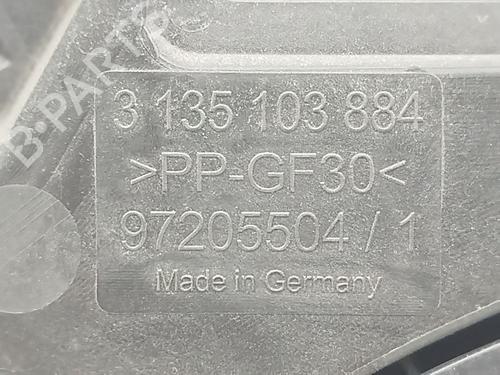 B-PARTS
3 135 103 884
>PP-GF30<
97205504 / 1
Made in Germany